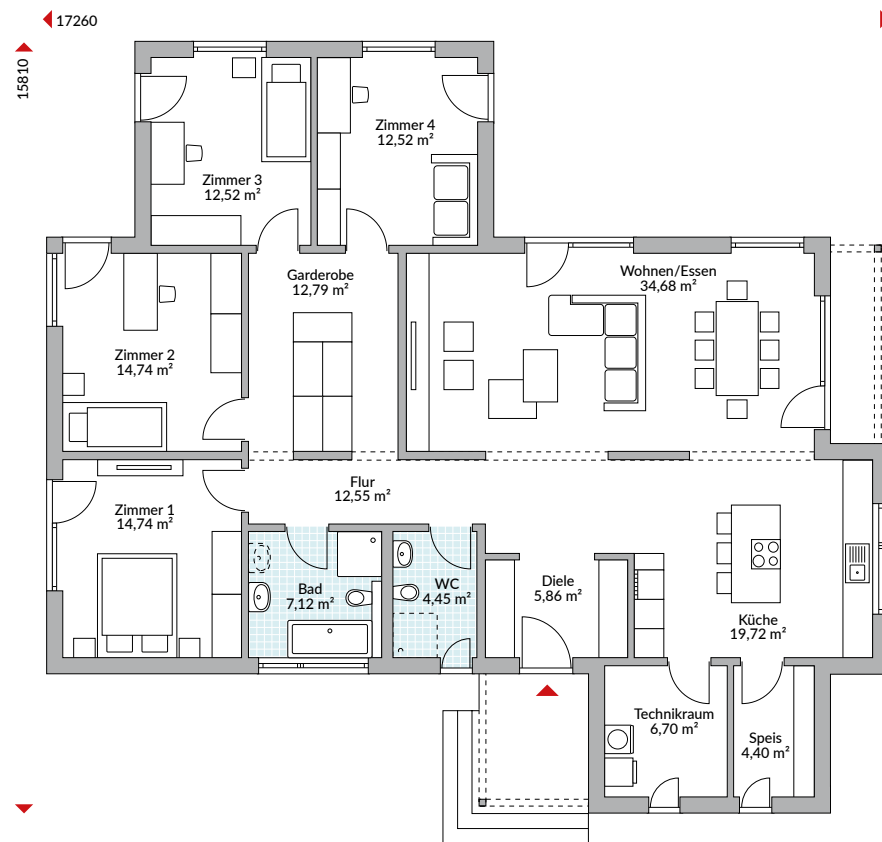 17260
15810
Zimmer 4
12,52 m²
Zimmer 3
12,52 m²
Garderobe
12,79 m²
Wohnen/Essen
34,68 m²
Zimmer 2
14,74 m²
Flur
12,55 m²
Zimmer 1
14,74 m²
Bad
7,12 m²
WC
4,45 m²
Diele
5,86 m²
Küche
19,72 m²
Technikraum
6,70 m²
Speis
4,40 m²